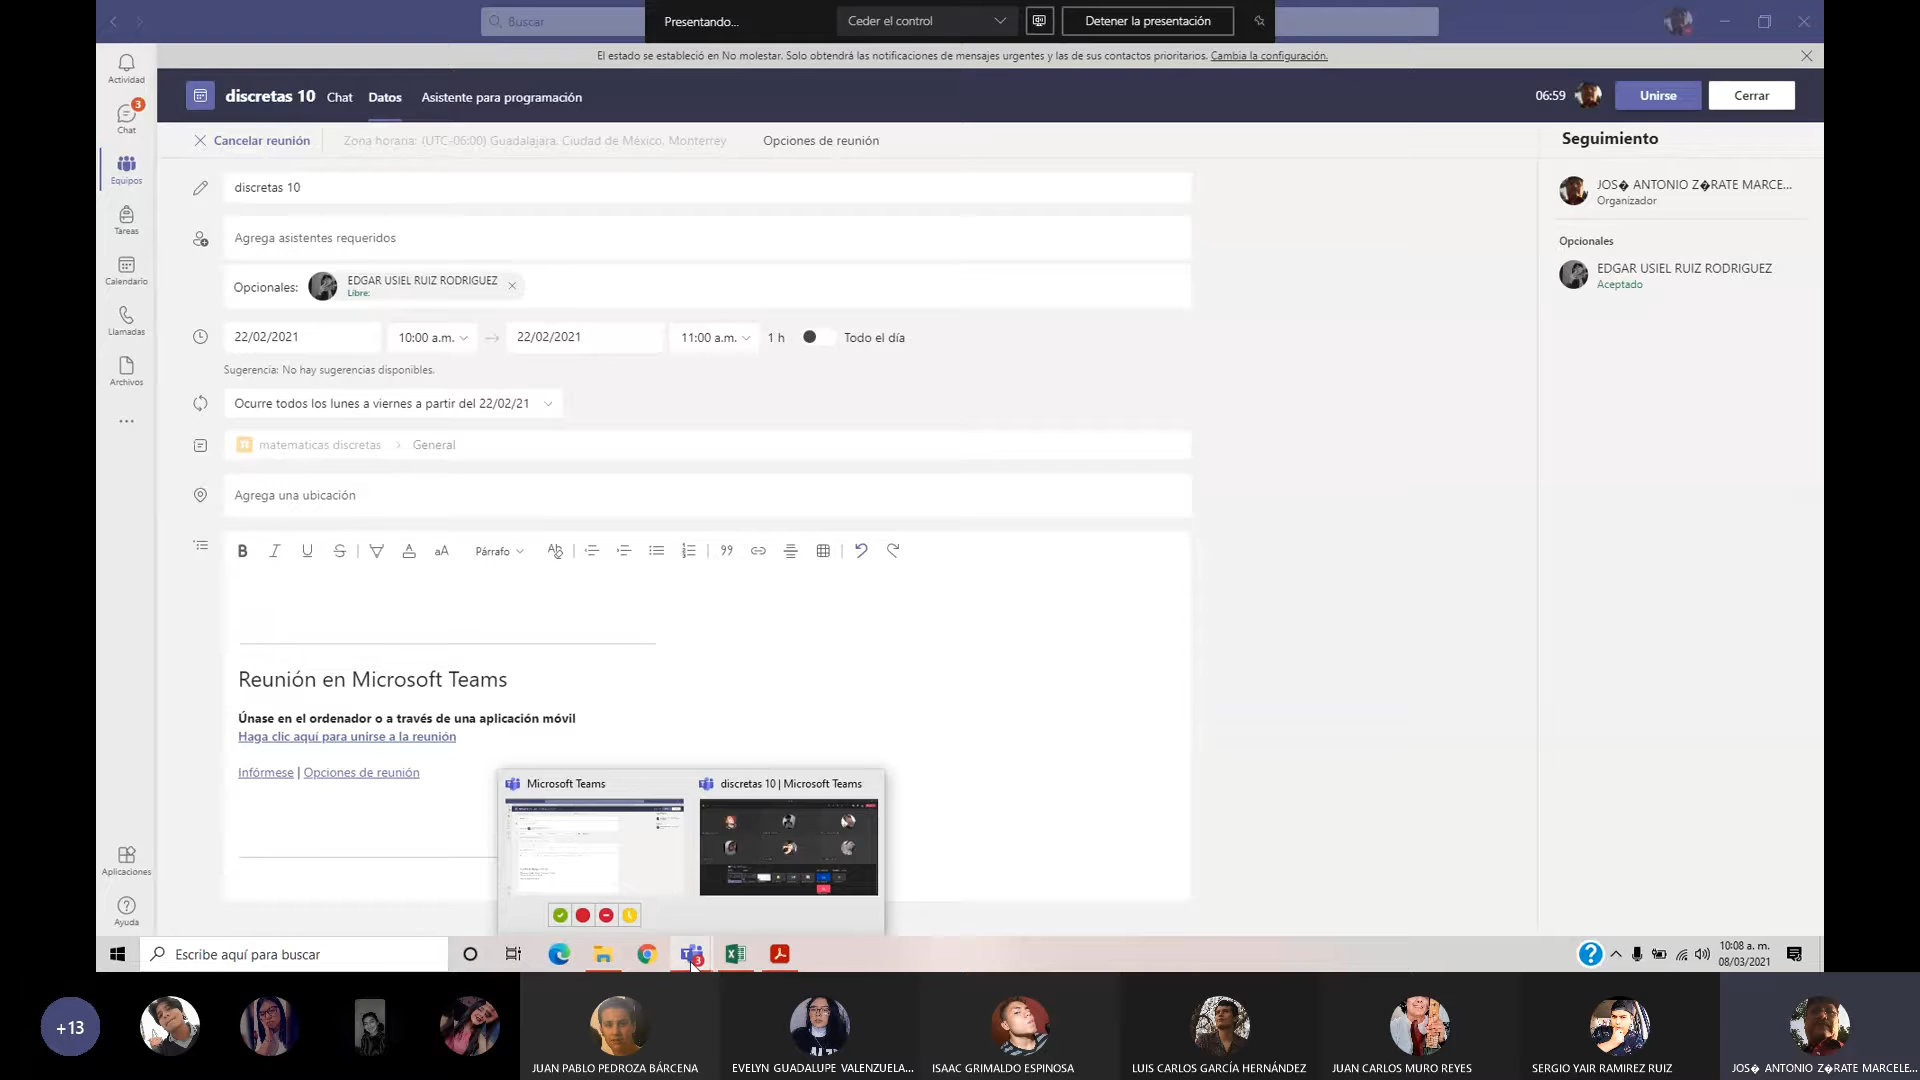 Buscar
Presentando...
Ceder el control
Detener la presentación
El estado se estableció en No molestar. Solo obtendrá las notificaciones de mensajes urgentes y las de sus contactos prioritarios. Cambia la configuración.
Actividad
3
Chat
Equipos
Tareas
Calendario
Llamadas
Archivos
Aplicaciones
Ayuda
discretas 10
Chat
Datos
Asistente para programación
06:59
Unirse
Cerrar
Cancelar reunión
Zona horaria: (UTC-06:00) Guadalajara, Ciudad de México, Monterrey
Opciones de reunión
discretas 10
Agrega asistentes requeridos
Opcionales:
EDGAR USIEL RUIZ RODRIGUEZ
Libre:
22/02/2021
10:00 a.m.
22/02/2021
11:00 a.m.
1 h
Todo el día
Sugerencia: No hay sugerencias disponibles.
Ocurre todos los lunes a viernes a partir del 22/02/21
matematicas discretas > General
Agrega una ubicación
Párrafo
Reunión en Microsoft Teams
Únase en el ordenador o a través de una aplicación móvil
Haga clic aquí para unirse a la reunión
Infórmese | Opciones de reunión
Seguimiento
JOS� ANTONIO Z�RATE MARCE...
Organizador
Opcionales
EDGAR USIEL RUIZ RODRIGUEZ
Aceptado
Microsoft Teams
discretas 10 | Microsoft Teams
Escribe aquí para buscar
3
10:08 a. m.
08/03/2021
+13
JUAN PABLO PEDROZA BÁRCENA
EVELYN GUADALUPE VALENZUELA...
ISAAC GRIMALDO ESPINOSA
LUIS CARLOS GARCÍA HERNÁNDEZ
JUAN CARLOS MURO REYES
SERGIO YAIR RAMIREZ RUIZ
JOS� ANTONIO Z�RATE MARCELE...